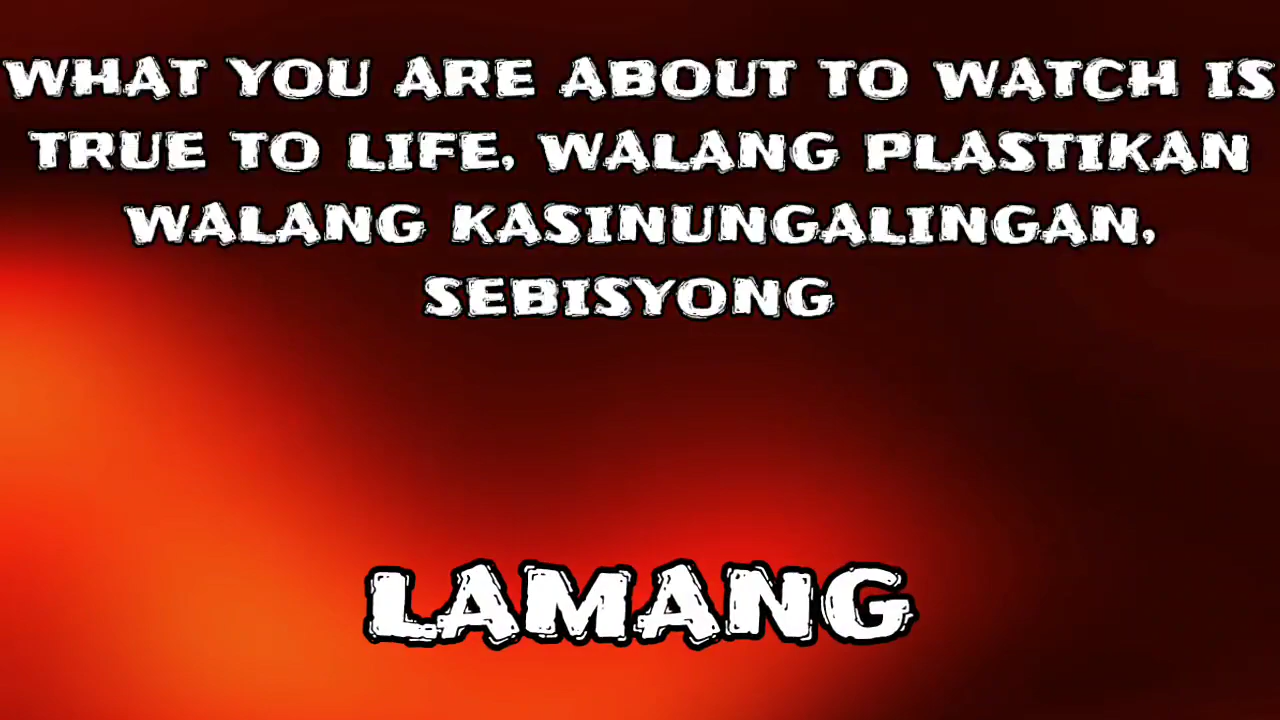 WHAT YOU ARE ABOUT TO WATCH IS
TRUE TO LIFE, WALANG PLASTIKAN
WALANG KASINUNGALINGAN,
SEBISYONG
LAMANG